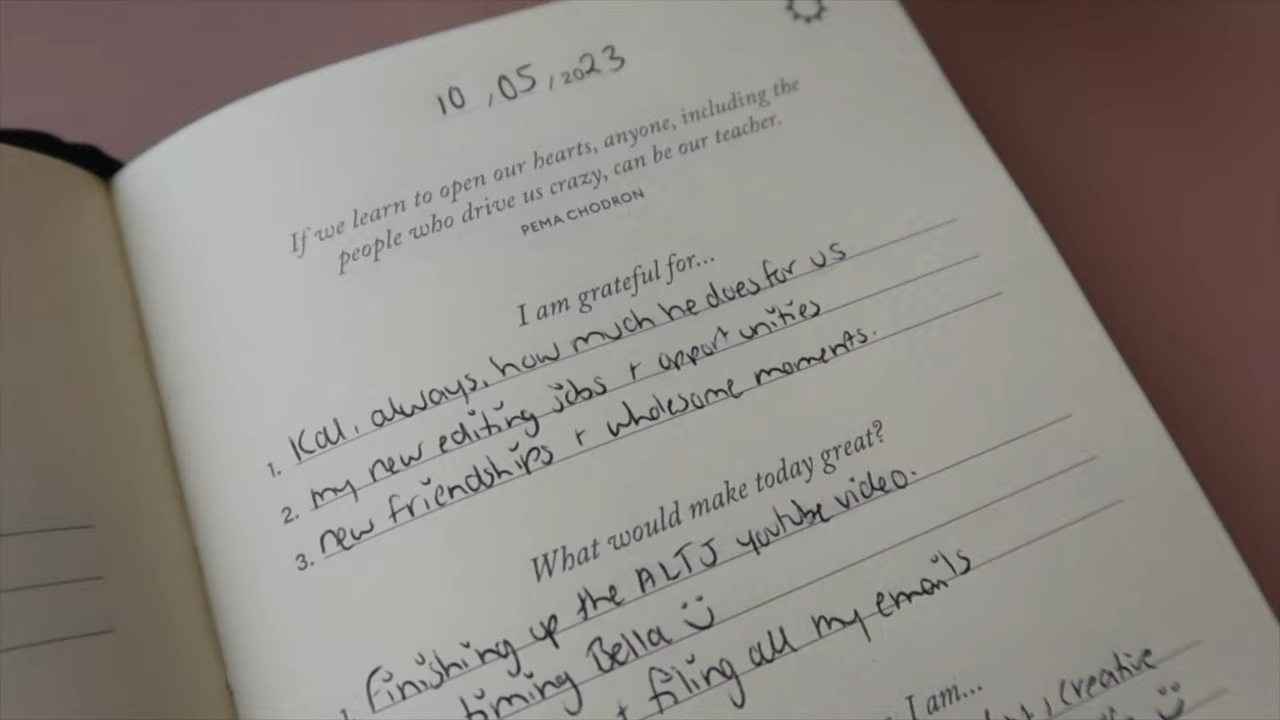 10 / 05 / 2023
If we learn to open our hearts, anyone, including the
people who drive us crazy, can be our teacher.
PEMA CHODRON
I am grateful for...
1. Kal, always, how much he does for us
2. my new editing jobs + opportunities
3. new friendships + wholesome moments.
What would make today great?
Finishing up the ALTJ youtube video.
timing Bella :)
+ filing all my emails
I am...
, creative
:)